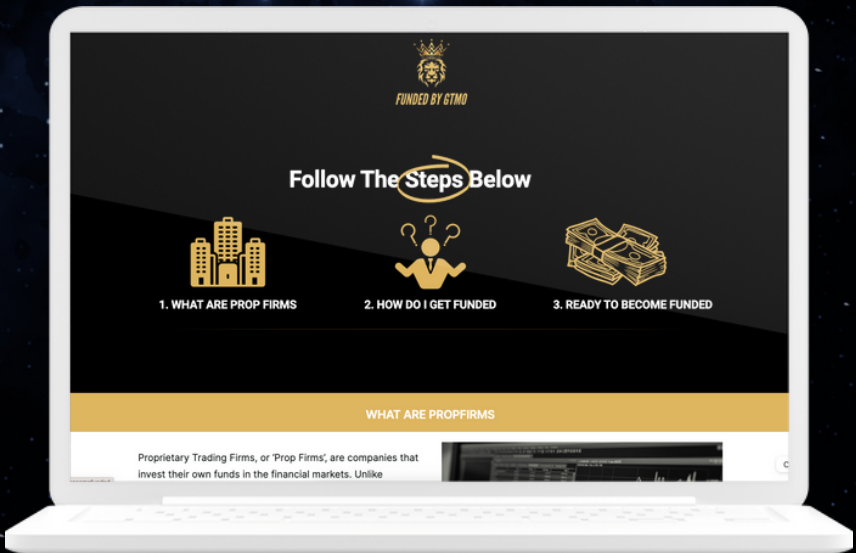 FUNDED BY GTMO
Follow The Steps Below
1. WHAT ARE PROP FIRMS
2. HOW DO I GET FUNDED
3. READY TO BECOME FUNDED
WHAT ARE PROPFIRMS
Proprietary Trading Firms, or ‘Prop Firms’, are companies that
invest their own funds in the financial markets. Unlike